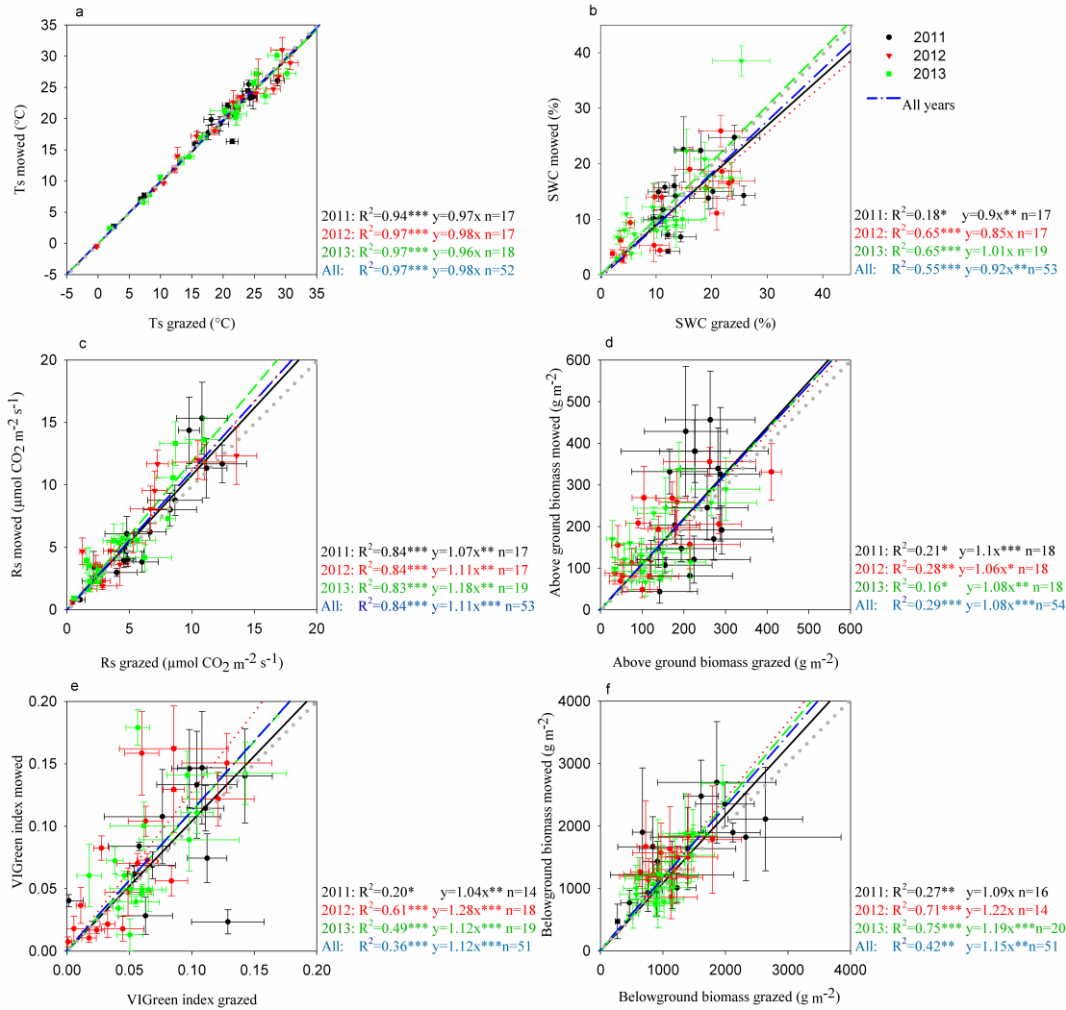 a
35
30
25
20
15
10
5
0
-5
Ts mowed (°C)
-5 0 5 10 15 20 25 30 35
Ts grazed (°C)
2011: R²=0.94*** y=0.97x n=17
2012: R²=0.97*** y=0.98x n=17
2013: R²=0.97*** y=0.96x n=18
All: R²=0.97*** y=0.98x n=52
b
40
30
20
10
0
SWC mowed (%)
0 10 20 30 40
SWC grazed (%)
2011
2012
2013
All years
2011: R²=0.18* y=0.9x** n=17
2012: R²=0.65*** y=0.85x n=17
2013: R²=0.65*** y=1.01x n=19
All: R²=0.55*** y=0.92x**n=53
c
20
15
10
5
0
Rs mowed (µmol CO₂ m⁻² s⁻¹)
0 5 10 15 20
Rs grazed (µmol CO₂ m⁻² s⁻¹)
2011: R²=0.84*** y=1.07x** n=17
2012: R²=0.84*** y=1.11x** n=17
2013: R²=0.83*** y=1.18x** n=19
All: R²=0.84*** y=1.11x*** n=53
d
600
500
400
300
200
100
0
Above ground biomass mowed (g m⁻²)
0 100 200 300 400 500 600
Above ground biomass grazed (g m⁻²)
2011: R²=0.21* y=1.1x*** n=18
2012: R²=0.28** y=1.06x* n=18
2013: R²=0.16* y=1.08x** n=18
All: R²=0.29*** y=1.08x***n=54
e
0.20
0.15
0.10
0.05
0.00
VIGreen index mowed
0.00 0.05 0.10 0.15 0.20
VIGreen index grazed
2011: R²=0.20* y=1.04x** n=14
2012: R²=0.61*** y=1.28x*** n=18
2013: R²=0.49*** y=1.12x*** n=19
All: R²=0.36*** y=1.12x***n=51
f
4000
3000
2000
1000
0
Belowground biomass mowed (g m⁻²)
0 1000 2000 3000 4000
Belowground biomass grazed (g m⁻²)
2011: R²=0.27** y=1.09x n=16
2012: R²=0.71*** y=1.22x n=14
2013: R²=0.75*** y=1.19x***n=20
All: R²=0.42** y=1.15x**n=51